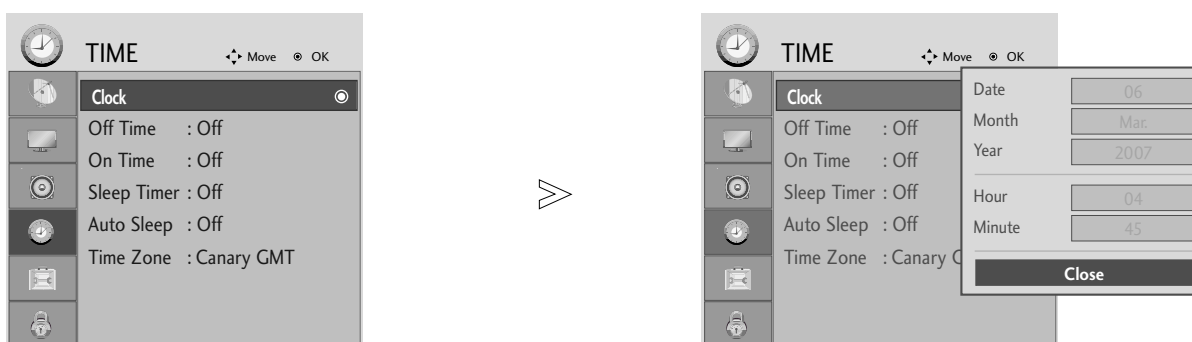 TIME Move OK
Clock
Off Time : Off
On Time : Off
Sleep Timer : Off
Auto Sleep : Off
Time Zone : Canary GMT
TIME Move OK
Clock
Off Time : Off
On Time : Off
Sleep Timer : Off
Auto Sleep : Off
Time Zone : Canary G
Date 06
Month Mar.
Year 2007
Hour 04
Minute 45
Close